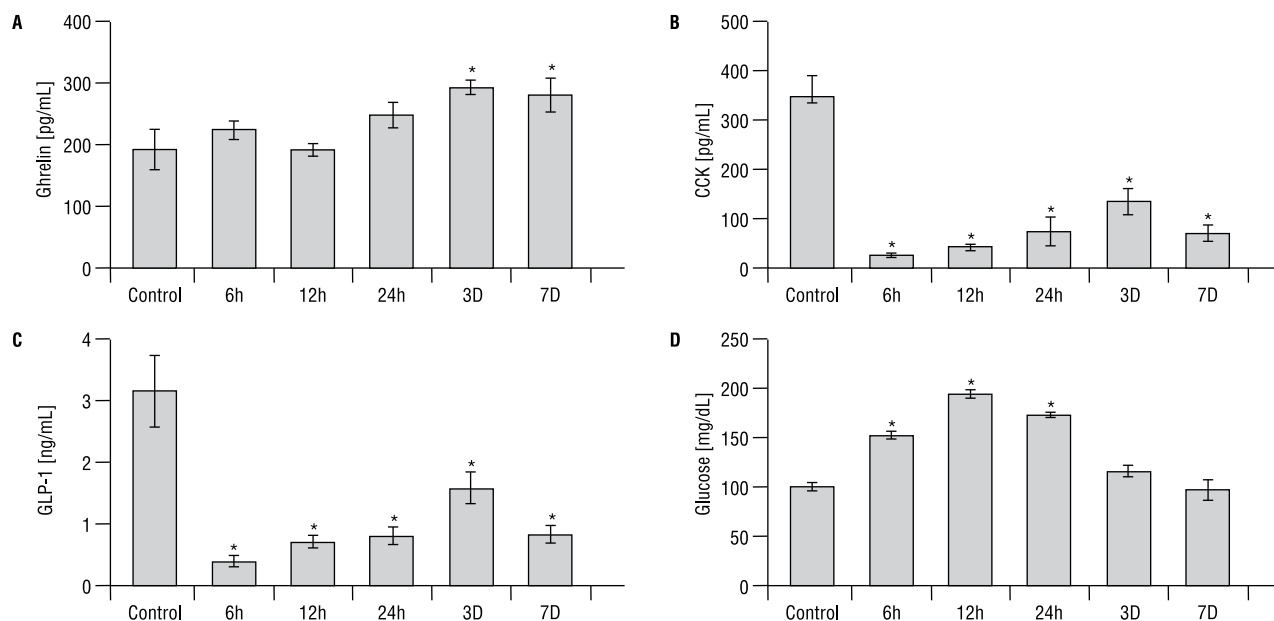 A
Ghrelin [pg/mL]
400
300
200
100
0
* *
Control 6h 12h 24h 3D 7D
B
CCK [pg/mL]
500
400
300
200
100
0
* * * * *
Control 6h 12h 24h 3D 7D
C
GLP-1 [ng/mL]
4
3
2
1
0
* * * * *
Control 6h 12h 24h 3D 7D
D
Glucose [mg/dL]
250
200
150
100
50
0
* * *
Control 6h 12h 24h 3D 7D